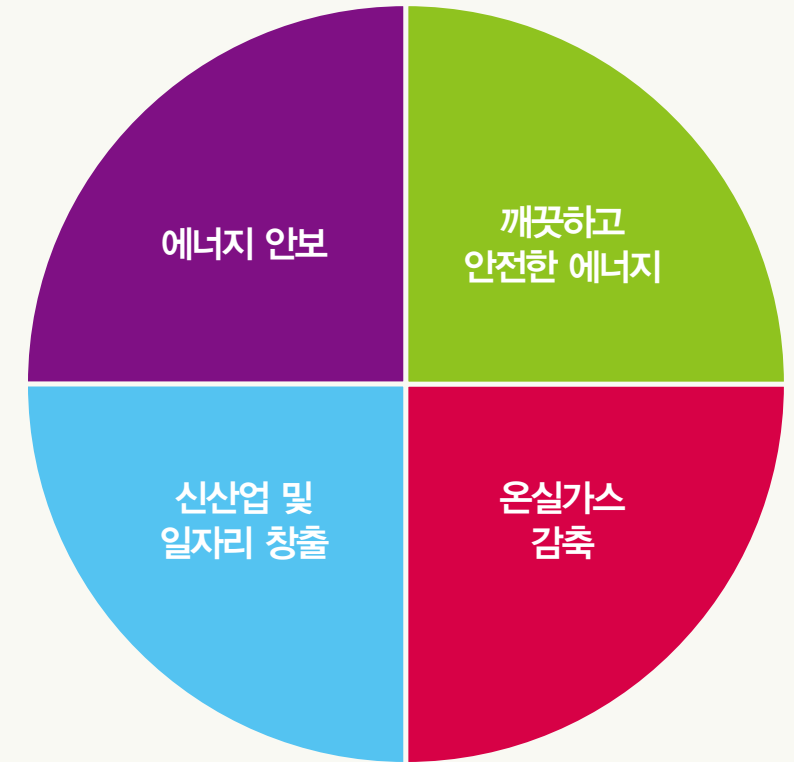 에너지 안보
깨끗하고
안전한 에너지
신산업 및
일자리 창출
온실가스
감축